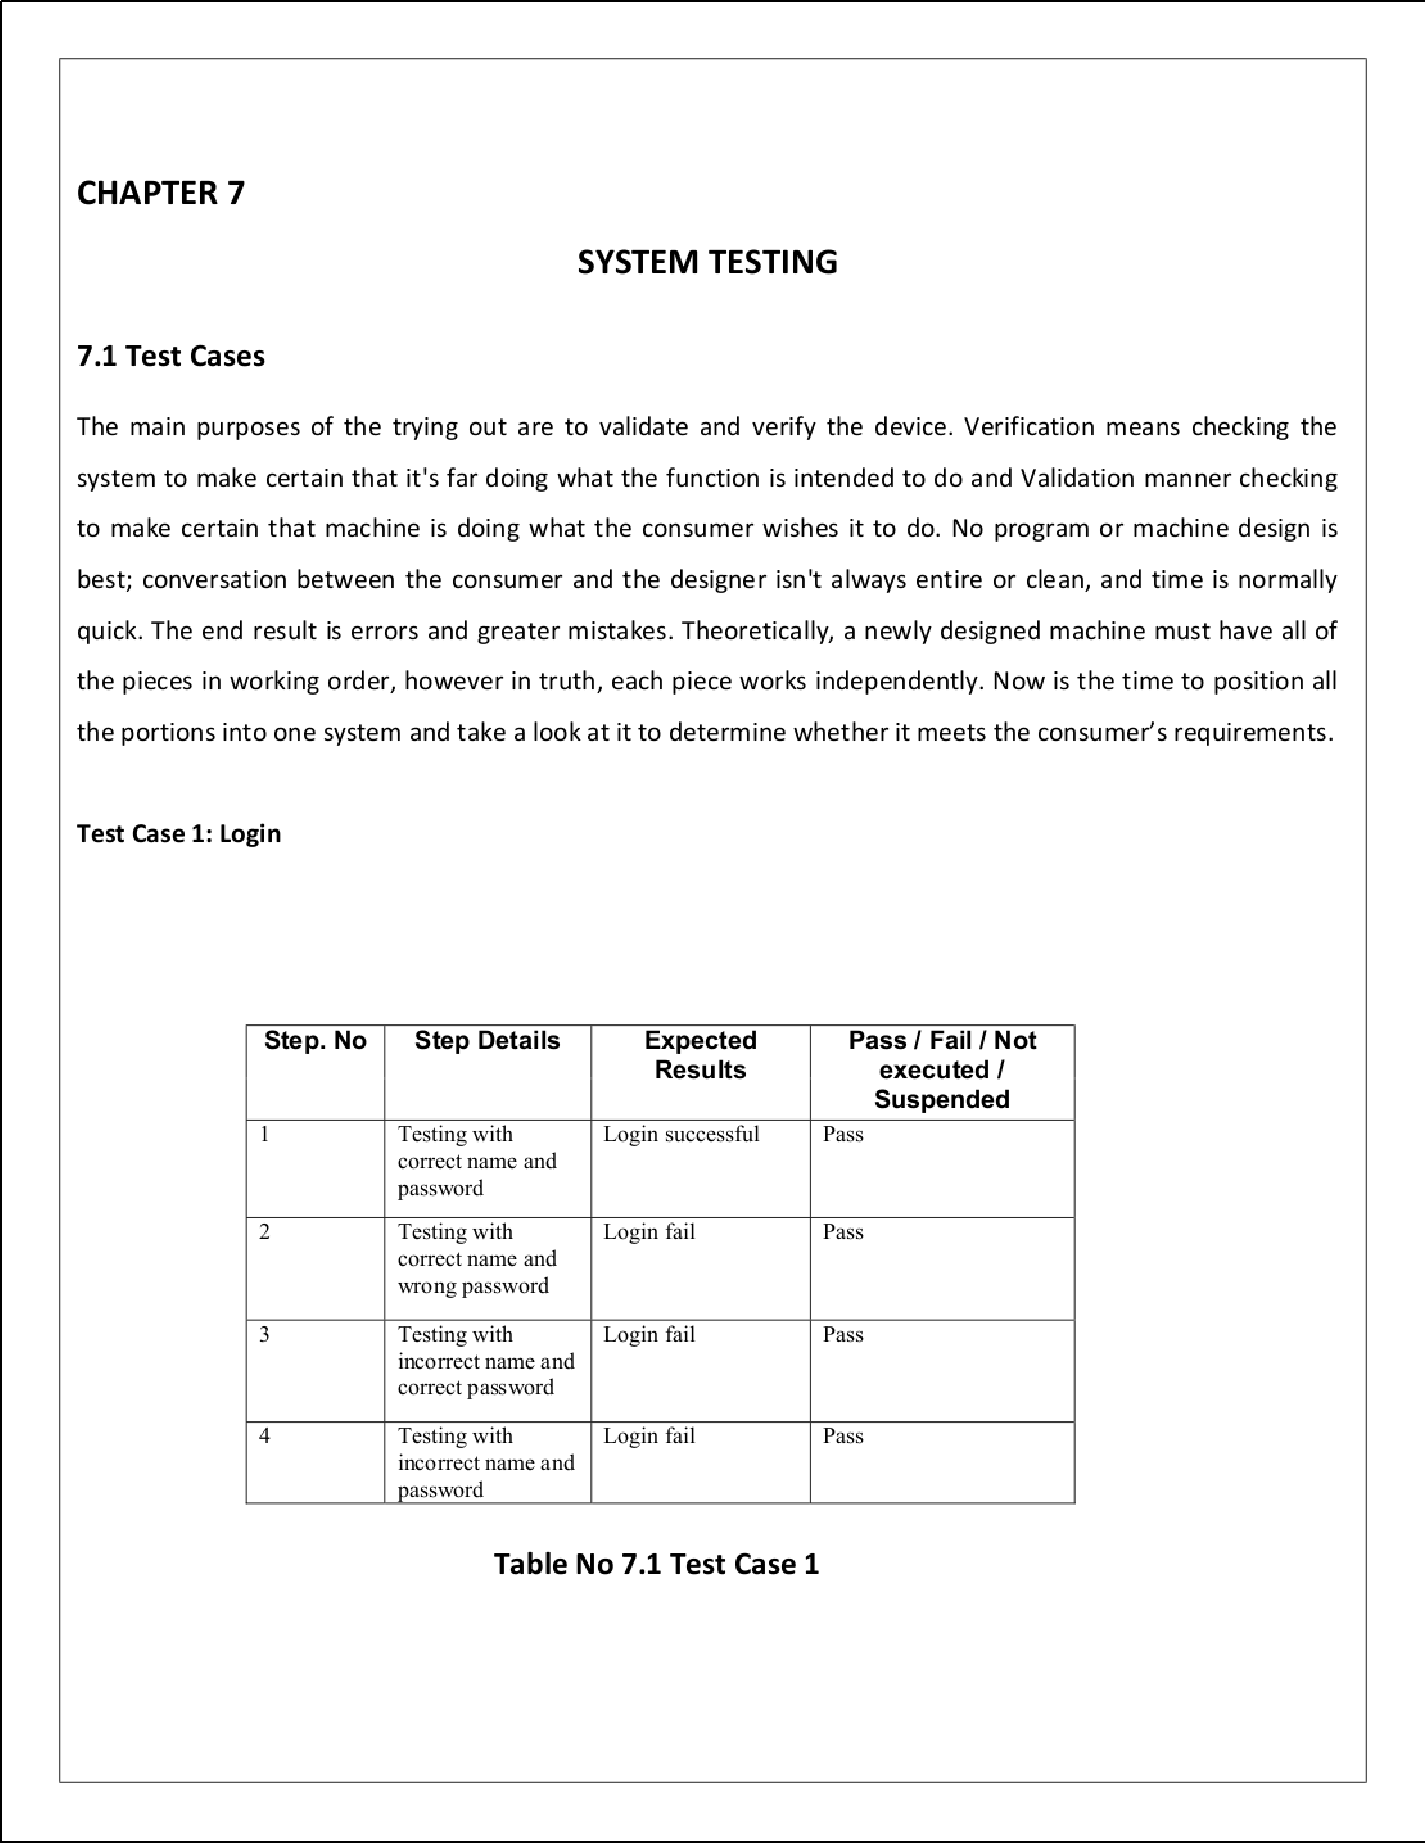 CHAPTER 7
SYSTEM TESTING
7.1 Test Cases
The main purposes of the trying out are to validate and verify the device. Verification means checking the
system to make certain that it's far doing what the function is intended to do and Validation manner checking
to make certain that machine is doing what the consumer wishes it to do. No program or machine design is
best; conversation between the consumer and the designer isn't always entire or clean, and time is normally
quick. The end result is errors and greater mistakes. Theoretically, a newly designed machine must have all of
the pieces in working order, however in truth, each piece works independently. Now is the time to position all
the portions into one system and take a look at it to determine whether it meets the consumer’s requirements.
Test Case 1: Login
Step. No
Step Details
Expected
Results
Pass / Fail / Not
executed /
Suspended
1
Testing with
correct name and
password
Login successful
Pass
2
Testing with
correct name and
wrong password
Login fail
Pass
3
Testing with
incorrect name and
correct password
Login fail
Pass
4
Testing with
incorrect name and
password
Login fail
Pass
Table No 7.1 Test Case 1